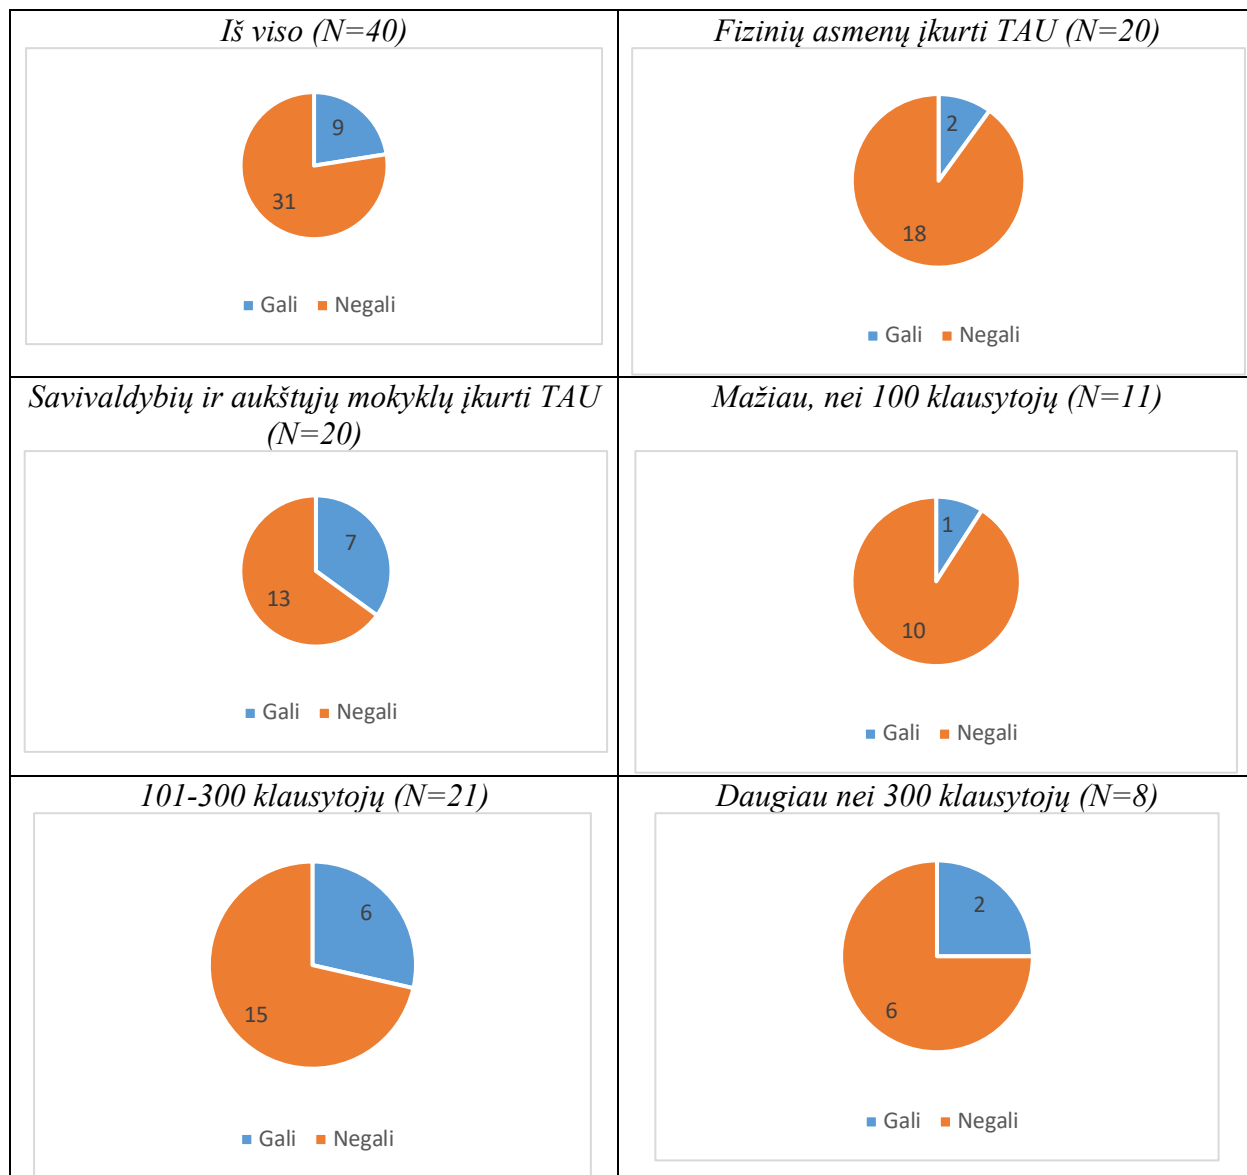 Iš viso (N=40)
9
31
Gali Negali
Fizinių asmenų įkurti TAU (N=20)
2
18
Gali Negali
Savivaldybių ir aukštųjų mokyklų įkurti TAU
(N=20)
7
13
Gali Negali
Mažiau, nei 100 klausytojų (N=11)
1
10
Gali Negali
101-300 klausytojų (N=21)
6
15
Gali Negali
Daugiau nei 300 klausytojų (N=8)
2
6
Gali Negali